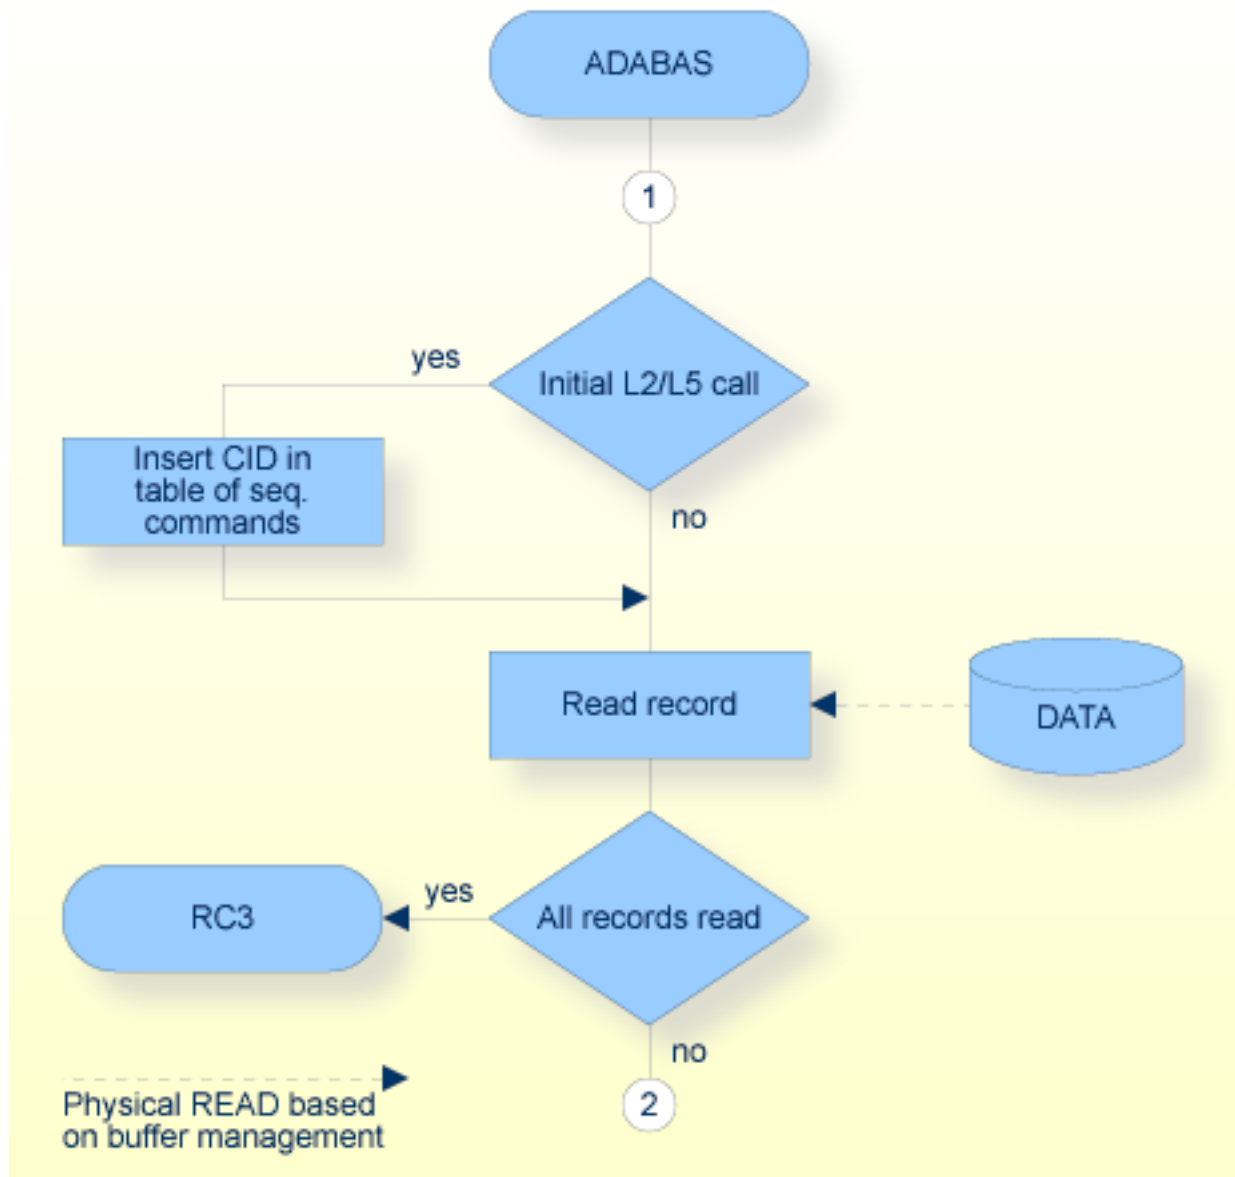 ADABAS
1
yes
Initial L2/L5 call
Insert CID in
table of seq.
commands
no
Read record
DATA
RC3
yes
All records read
no
Physical READ based
on buffer management
2